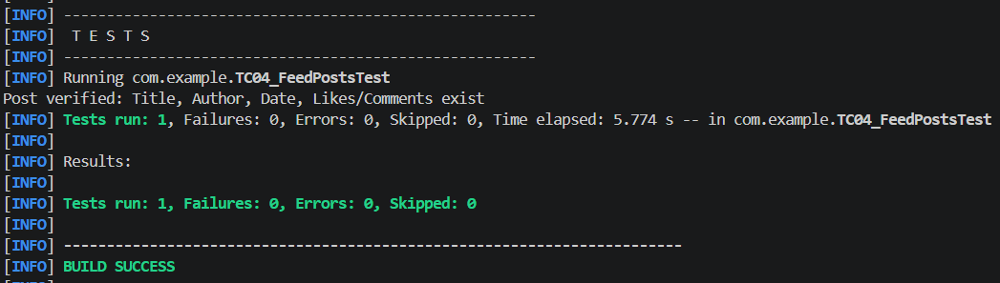 [INFO] -------------------------------------------------------
[INFO]  T E S T S
[INFO] -------------------------------------------------------
[INFO] Running com.example.TC04_FeedPostsTest
Post verified: Title, Author, Date, Likes/Comments exist
[INFO] Tests run: 1, Failures: 0, Errors: 0, Skipped: 0, Time elapsed: 5.774 s -- in com.example.TC04_FeedPostsTest
[INFO]
[INFO] Results:
[INFO]
[INFO] Tests run: 1, Failures: 0, Errors: 0, Skipped: 0
[INFO]
[INFO] ------------------------------------------------------------------------
[INFO] BUILD SUCCESS